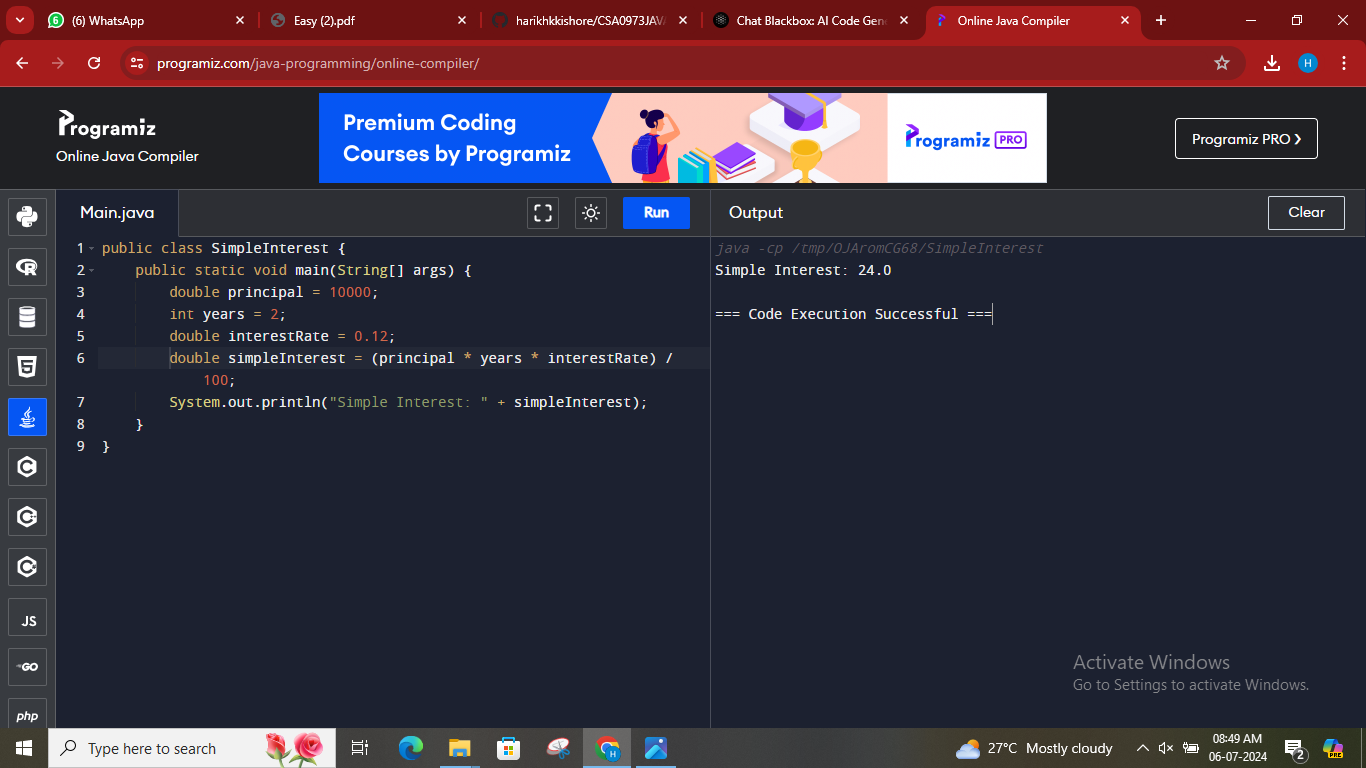 (6) WhatsApp
Easy (2).pdf
harikhkkishore/CSA0973JAVA
Chat Blackbox: AI Code Gen
Online Java Compiler
programiz.com/java-programming/online-compiler/
H
Programiz
Online Java Compiler
Premium Coding
Courses by Programiz
Programiz PRO
Programiz PRO ❯
Main.java
Run
Output
Clear
1 public class SimpleInterest {
2 public static void main(String[] args) {
3 double principal = 10000;
4 int years = 2;
5 double interestRate = 0.12;
6 double simpleInterest = (principal * years * interestRate) /
100;
7 System.out.println("Simple Interest: " + simpleInterest);
8 }
9 }
java -cp /tmp/OJAromCG68/SimpleInterest
Simple Interest: 24.0
=== Code Execution Successful ===
JS
GO
php
Activate Windows
Go to Settings to activate Windows.
Type here to search
27°C Mostly cloudy
08:49 AM
06-07-2024
2
PRE